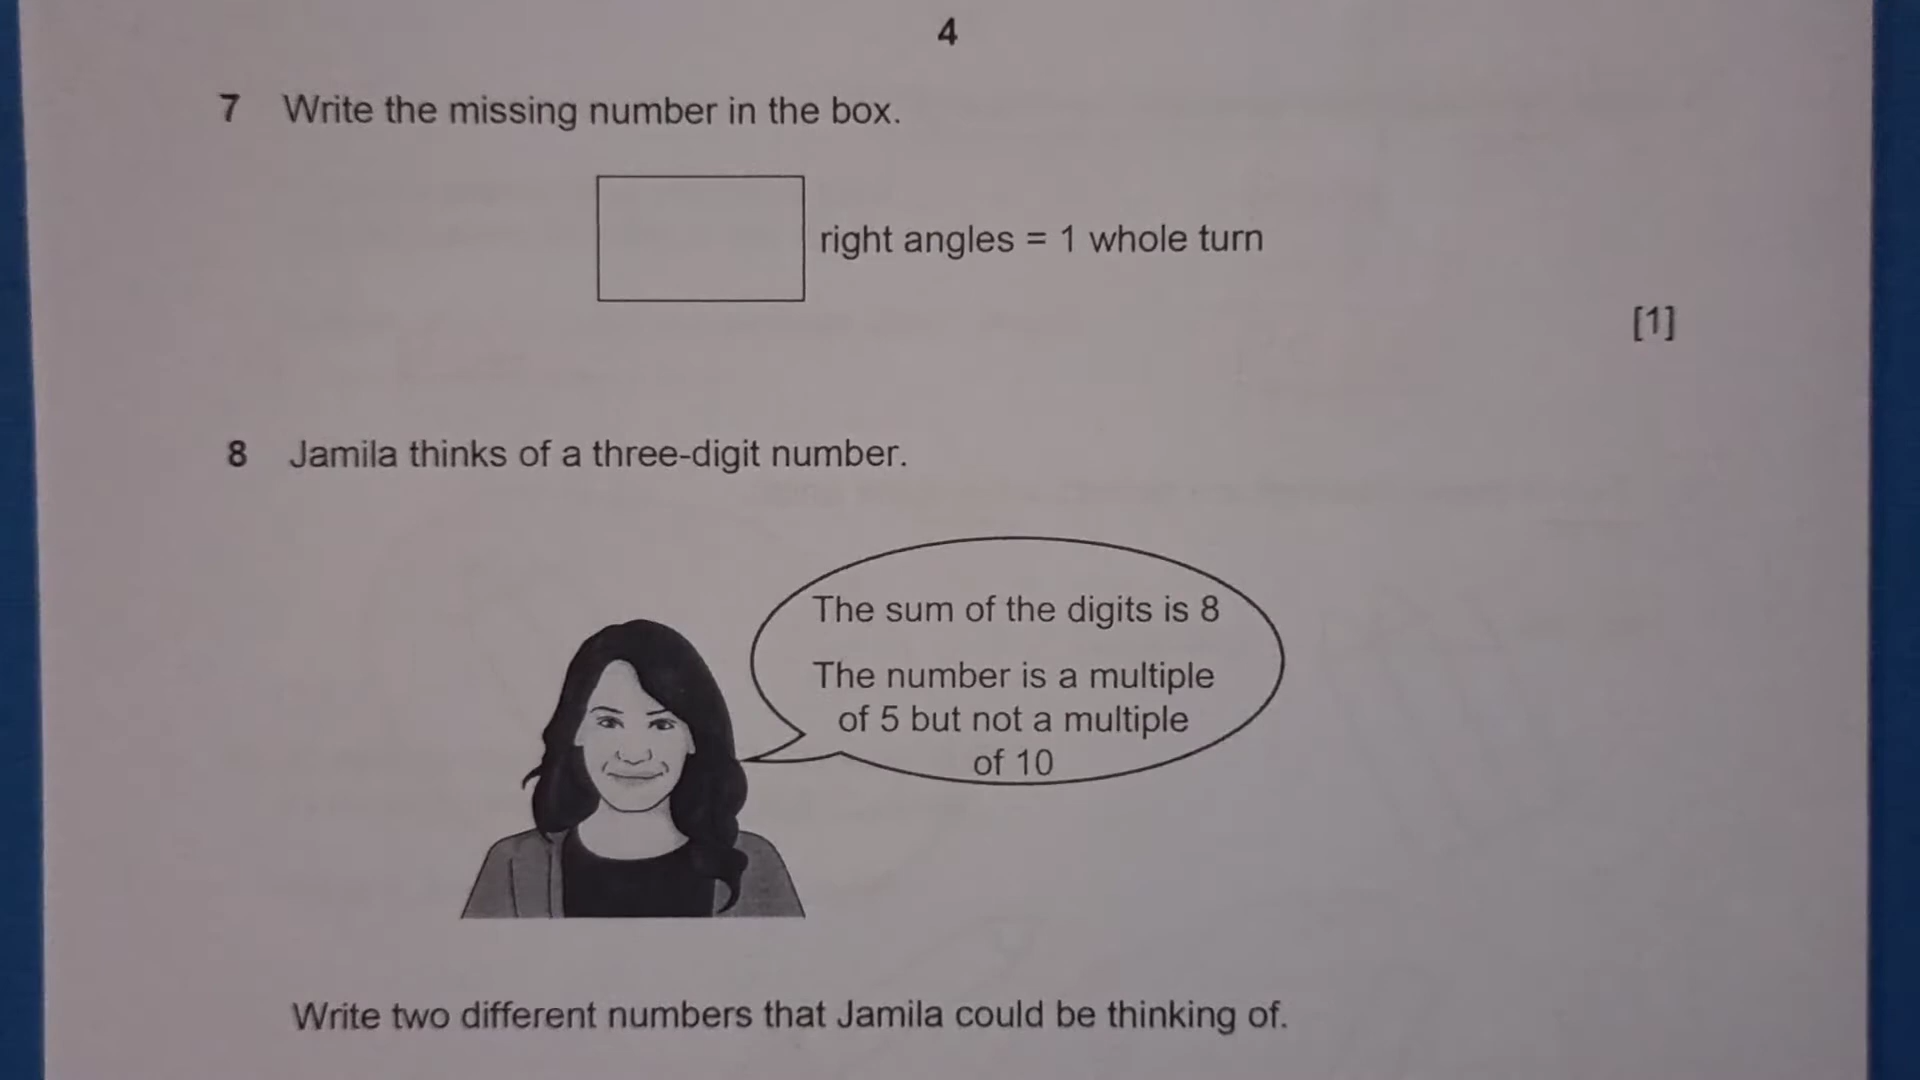 4
7 Write the missing number in the box.
right angles = 1 whole turn
[1]
8 Jamila thinks of a three-digit number.
The sum of the digits is 8
The number is a multiple
of 5 but not a multiple
of 10
Write two different numbers that Jamila could be thinking of.